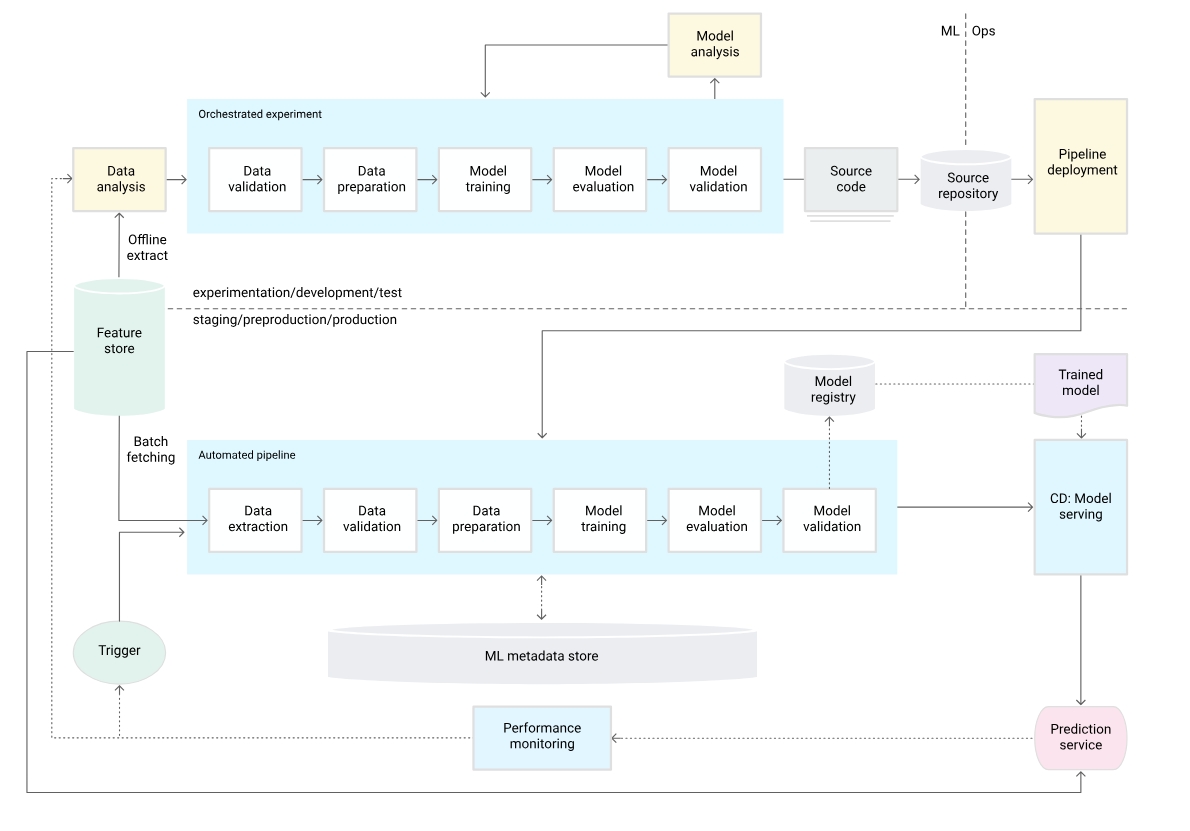 Model
analysis
ML
Ops
Orchestrated experiment
Data
analysis
Data
validation
Data
preparation
Model
training
Model
evaluation
Model
validation
Source
code
Source
repository
Pipeline
deployment
Offline
extract
experimentation/development/test
staging/preproduction/production
Feature
store
Model
registry
Trained
model
Batch
fetching
Automated pipeline
Data
extraction
Data
validation
Data
preparation
Model
training
Model
evaluation
Model
validation
CD: Model
serving
Trigger
ML metadata store
Performance
monitoring
Prediction
service